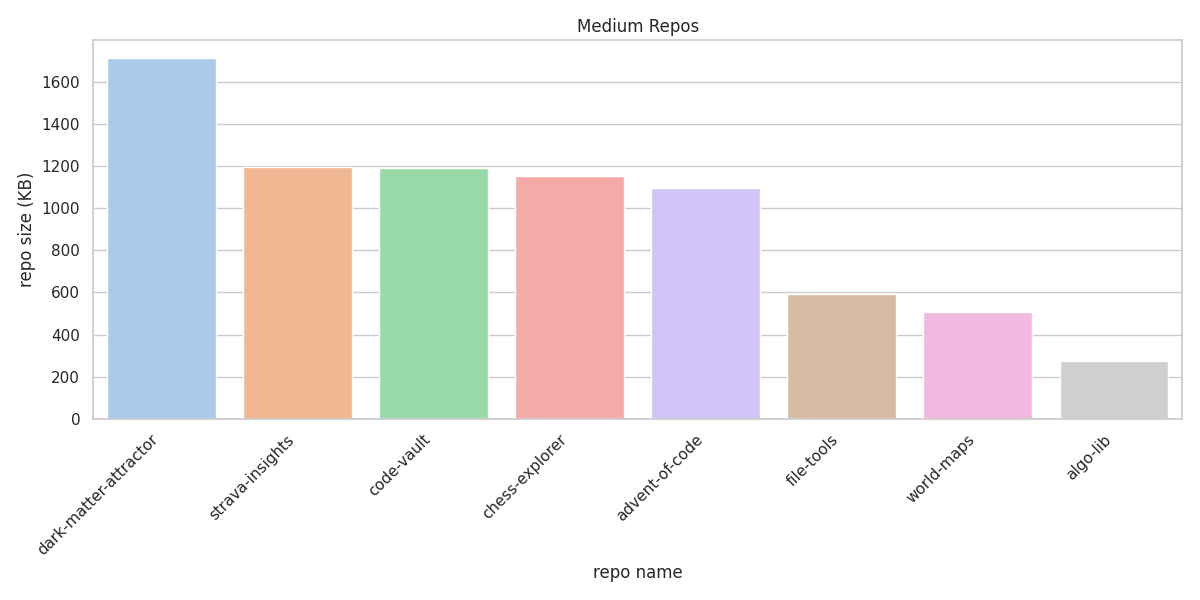 Medium Repos
repo size (KB)
1600
1400
1200
1000
800
600
400
200
0
dark-matter-attractor
strava-insights
code-vault
chess-explorer
advent-of-code
file-tools
world-maps
algo-lib
repo name